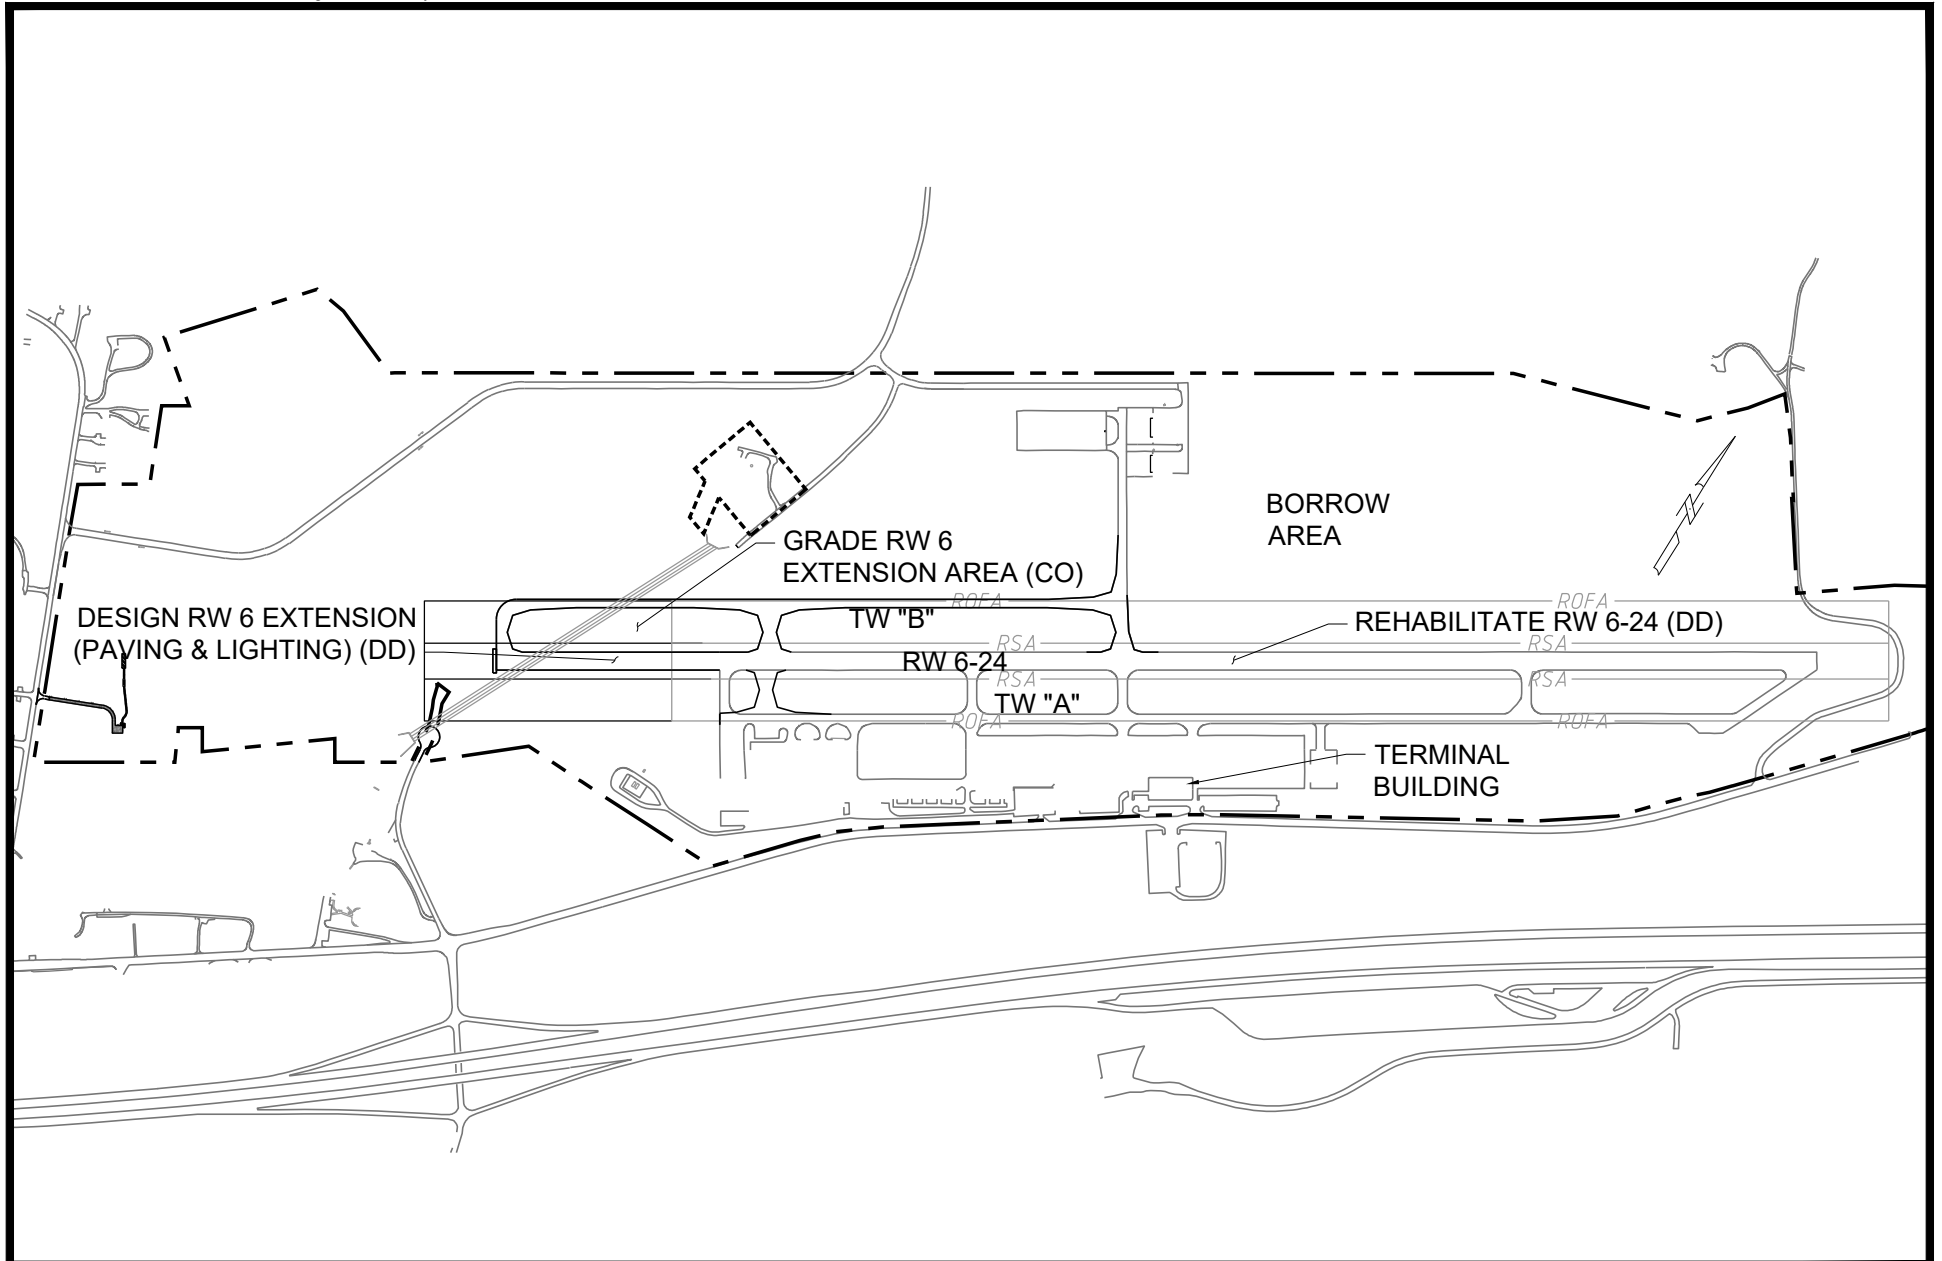 BORROW
AREA
GRADE RW 6
EXTENSION AREA (CO)
DESIGN RW 6 EXTENSION
(PAVING & LIGHTING) (DD)
ROFA
ROFA
TW "B"
REHABILITATE RW 6-24 (DD)
RSA
RSA
RW 6-24
RSA
RSA
TW "A"
ROFA
ROFA
TERMINAL
BUILDING